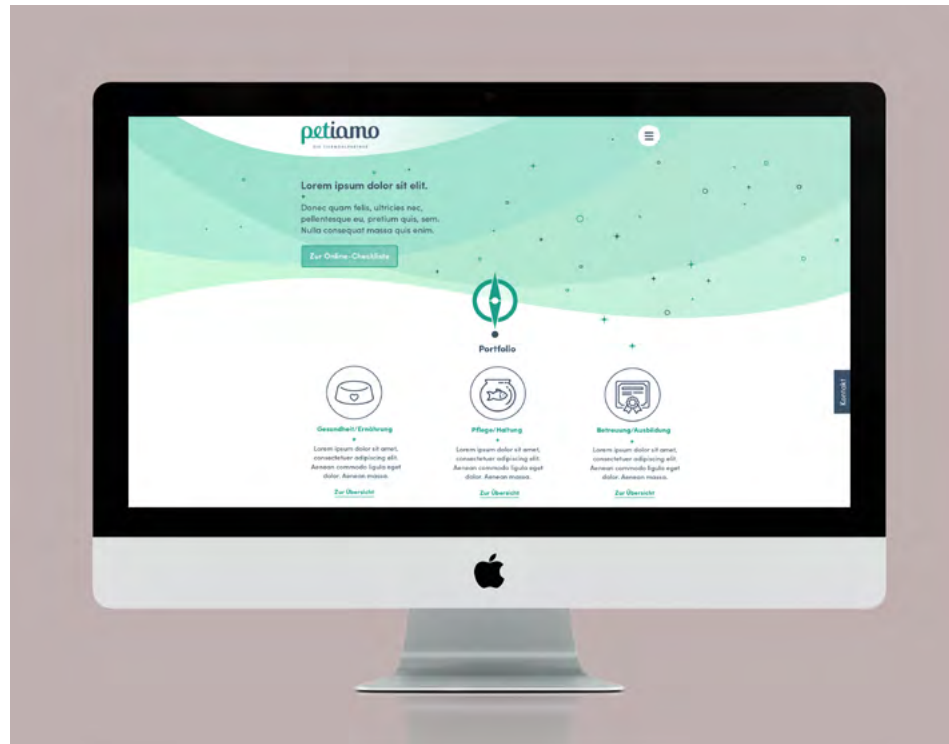 petiamo
Lorem ipsum dolor sit elit.
Donec quam felis, ultricies nec,
pellentesque eu, pretium quis, sem.
Nulla consequat massa quis enim.
Zur Online-Checkliste
Portfolio
Kontakt
Gesundheit/Ernährung
Lorem ipsum dolor sit amet,
consectetuer adipiscing elit.
Aenean commodo ligula eget
dolor. Aenean massa.
Zur Übersicht
Pflege/Haltung
Lorem ipsum dolor sit amet,
consectetuer adipiscing elit.
Aenean commodo ligula eget
dolor. Aenean massa.
Zur Übersicht
Betreuung/Ausbildung
Lorem ipsum dolor sit amet,
consectetuer adipiscing elit.
Aenean commodo ligula eget
dolor. Aenean massa.
Zur Übersicht